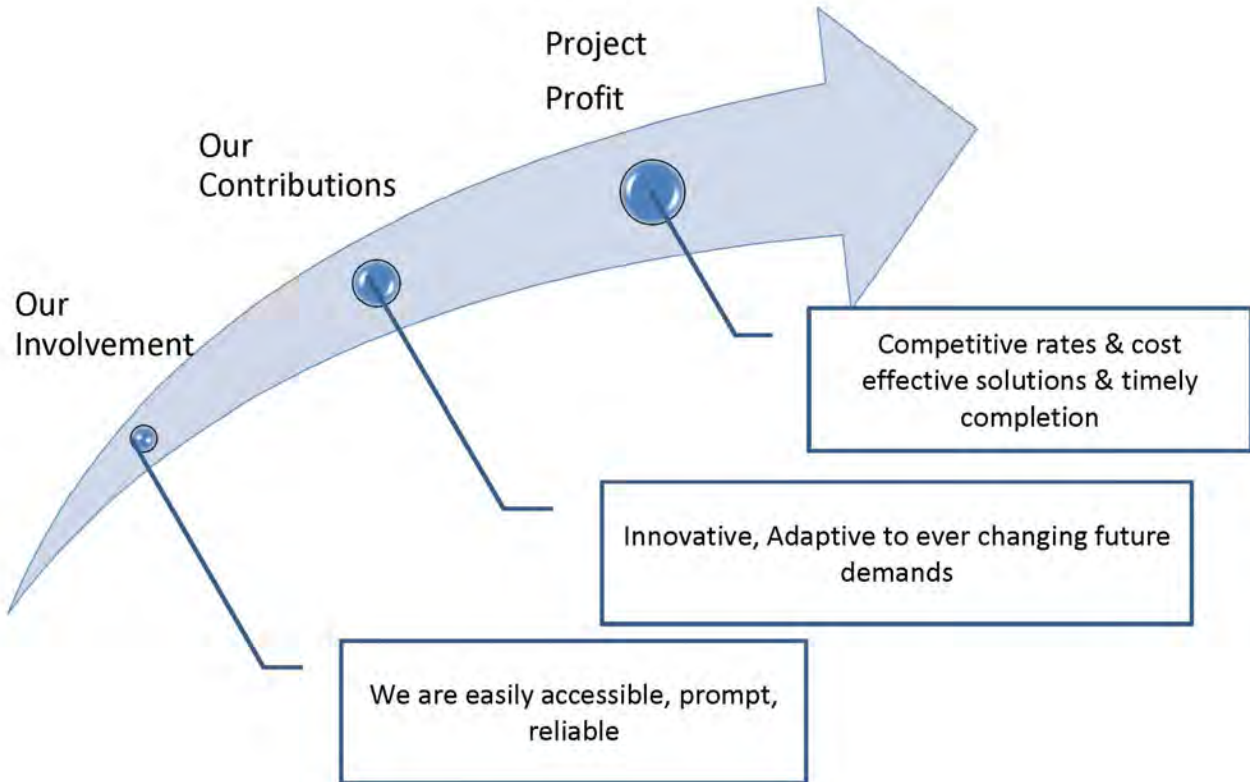 Project
Profit
Our
Contributions
Our
Involvement
Competitive rates & cost
effective solutions & timely
completion
Innovative, Adaptive to ever changing future
demands
We are easily accessible, prompt,
reliable